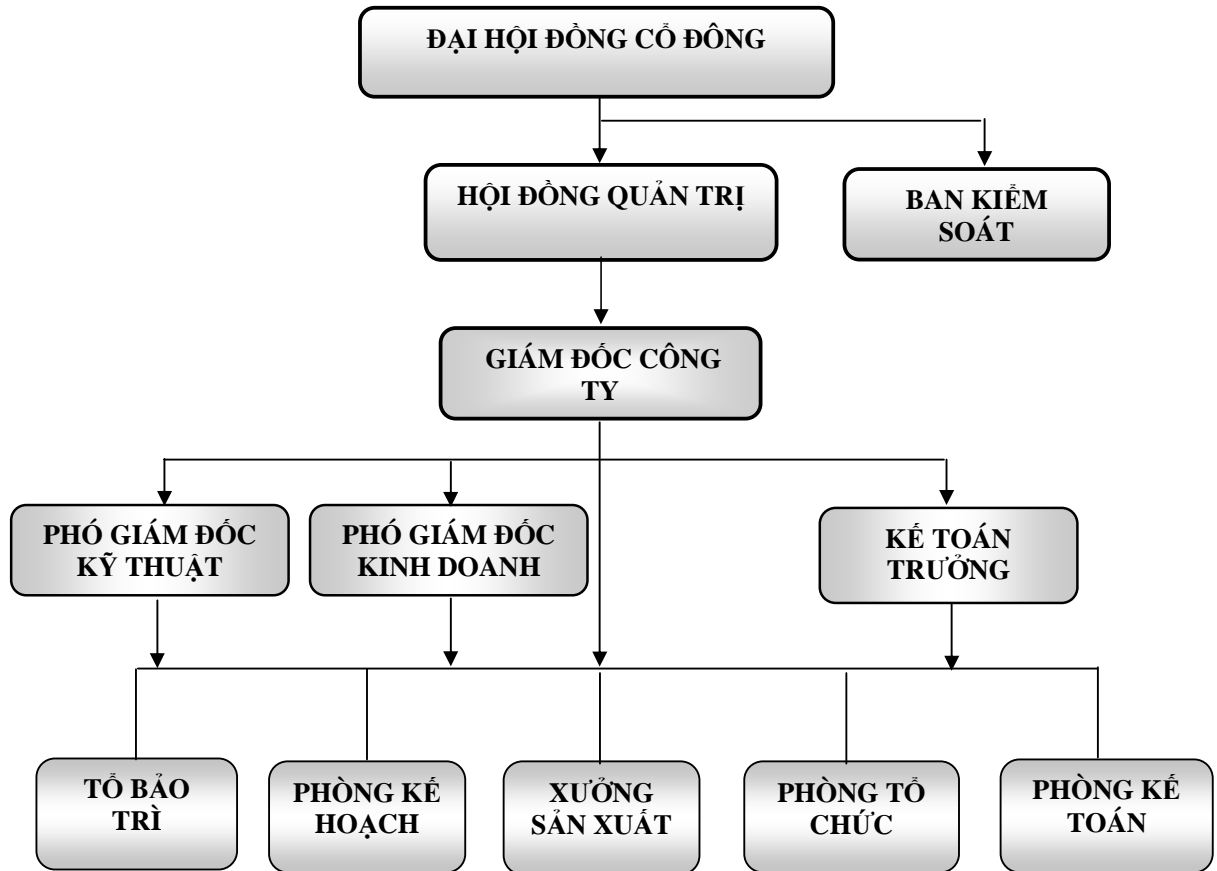 ĐẠI HỘI ĐỒNG CỔ ĐÔNG
HỘI ĐỒNG QUẢN TRỊ
BAN KIỂM
SOÁT
GIÁM ĐỐC CÔNG
TY
PHÓ GIÁM ĐỐC
KỸ THUẬT
PHÓ GIÁM ĐỐC
KINH DOANH
KẾ TOÁN
TRƯỞNG
TỔ BẢO
TRÌ
PHÒNG KẾ
HOẠCH
XƯỞNG
SẢN XUẤT
PHÒNG TỔ
CHỨC
PHÒNG KẾ
TOÁN